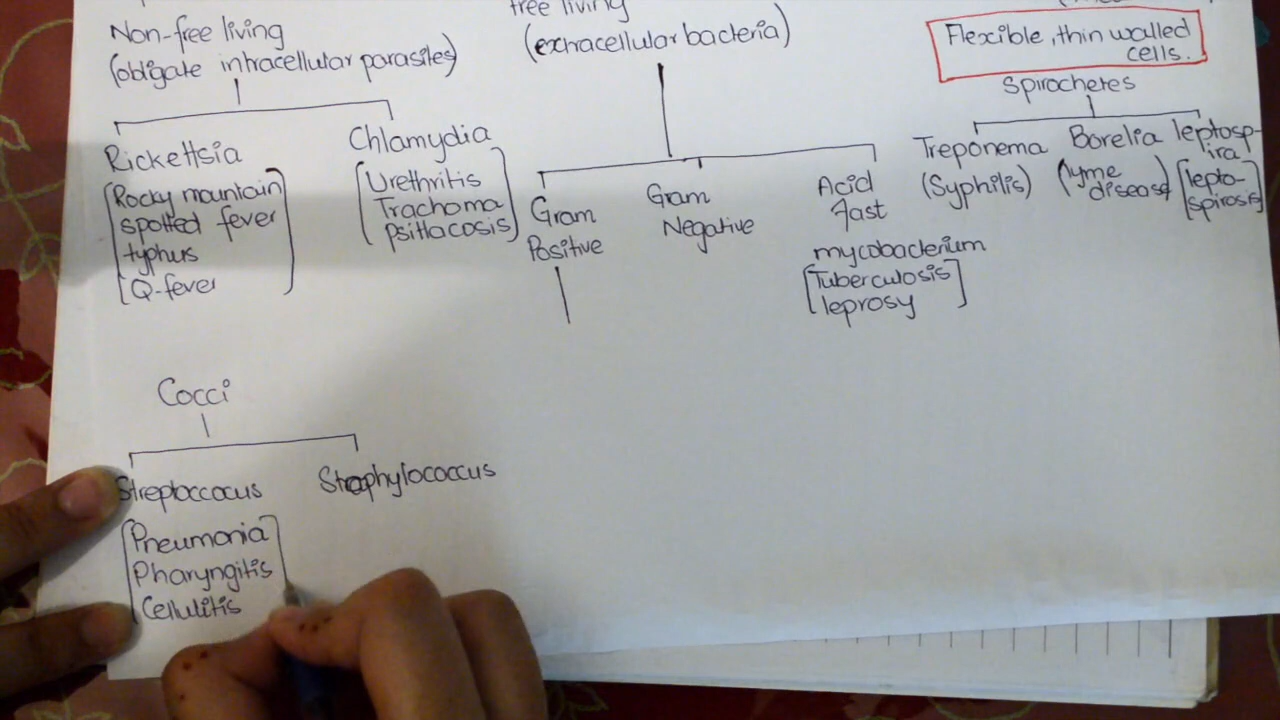 Non-free living
(obligate intracellular parasites)
free living
(extracellular bacteria)
Flexible, thin walled
cells.
Spirochetes
Rickettsia
[Rocky mountain
spotted fever
typhus
Q-fever]
Chlamydia
[Urethritis
Trachoma
psittacosis]
Gram
Positive
Gram
Negative
Acid
fast
mycobacterium
[Tuberculosis
leprosy]
Treponema
(Syphilis)
Borelia
(lyme
disease)
leptosp-
ira
[lepto-
spirosis]
Cocci
Streptoccocus
[Pneumonia
Pharyngitis
Cellulitis]
Staphylococcus